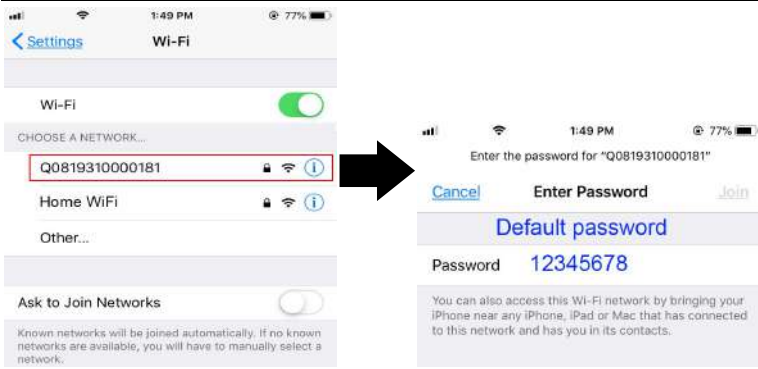 1:49 PM
77%
Settings
Wi-Fi
Wi-Fi
CHOOSE A NETWORK...
Q0819310000181
Home WiFi
Other...
Ask to Join Networks
Known networks will be joined automatically. If no known
networks are available, you will have to manually select a
network.
1:49 PM
77%
Enter the password for "Q0819310000181"
Cancel
Enter Password
Join
Default password
Password
12345678
You can also access this Wi-Fi network by bringing your
iPhone near any iPhone, iPad or Mac that has connected
to this network and has you in its contacts.